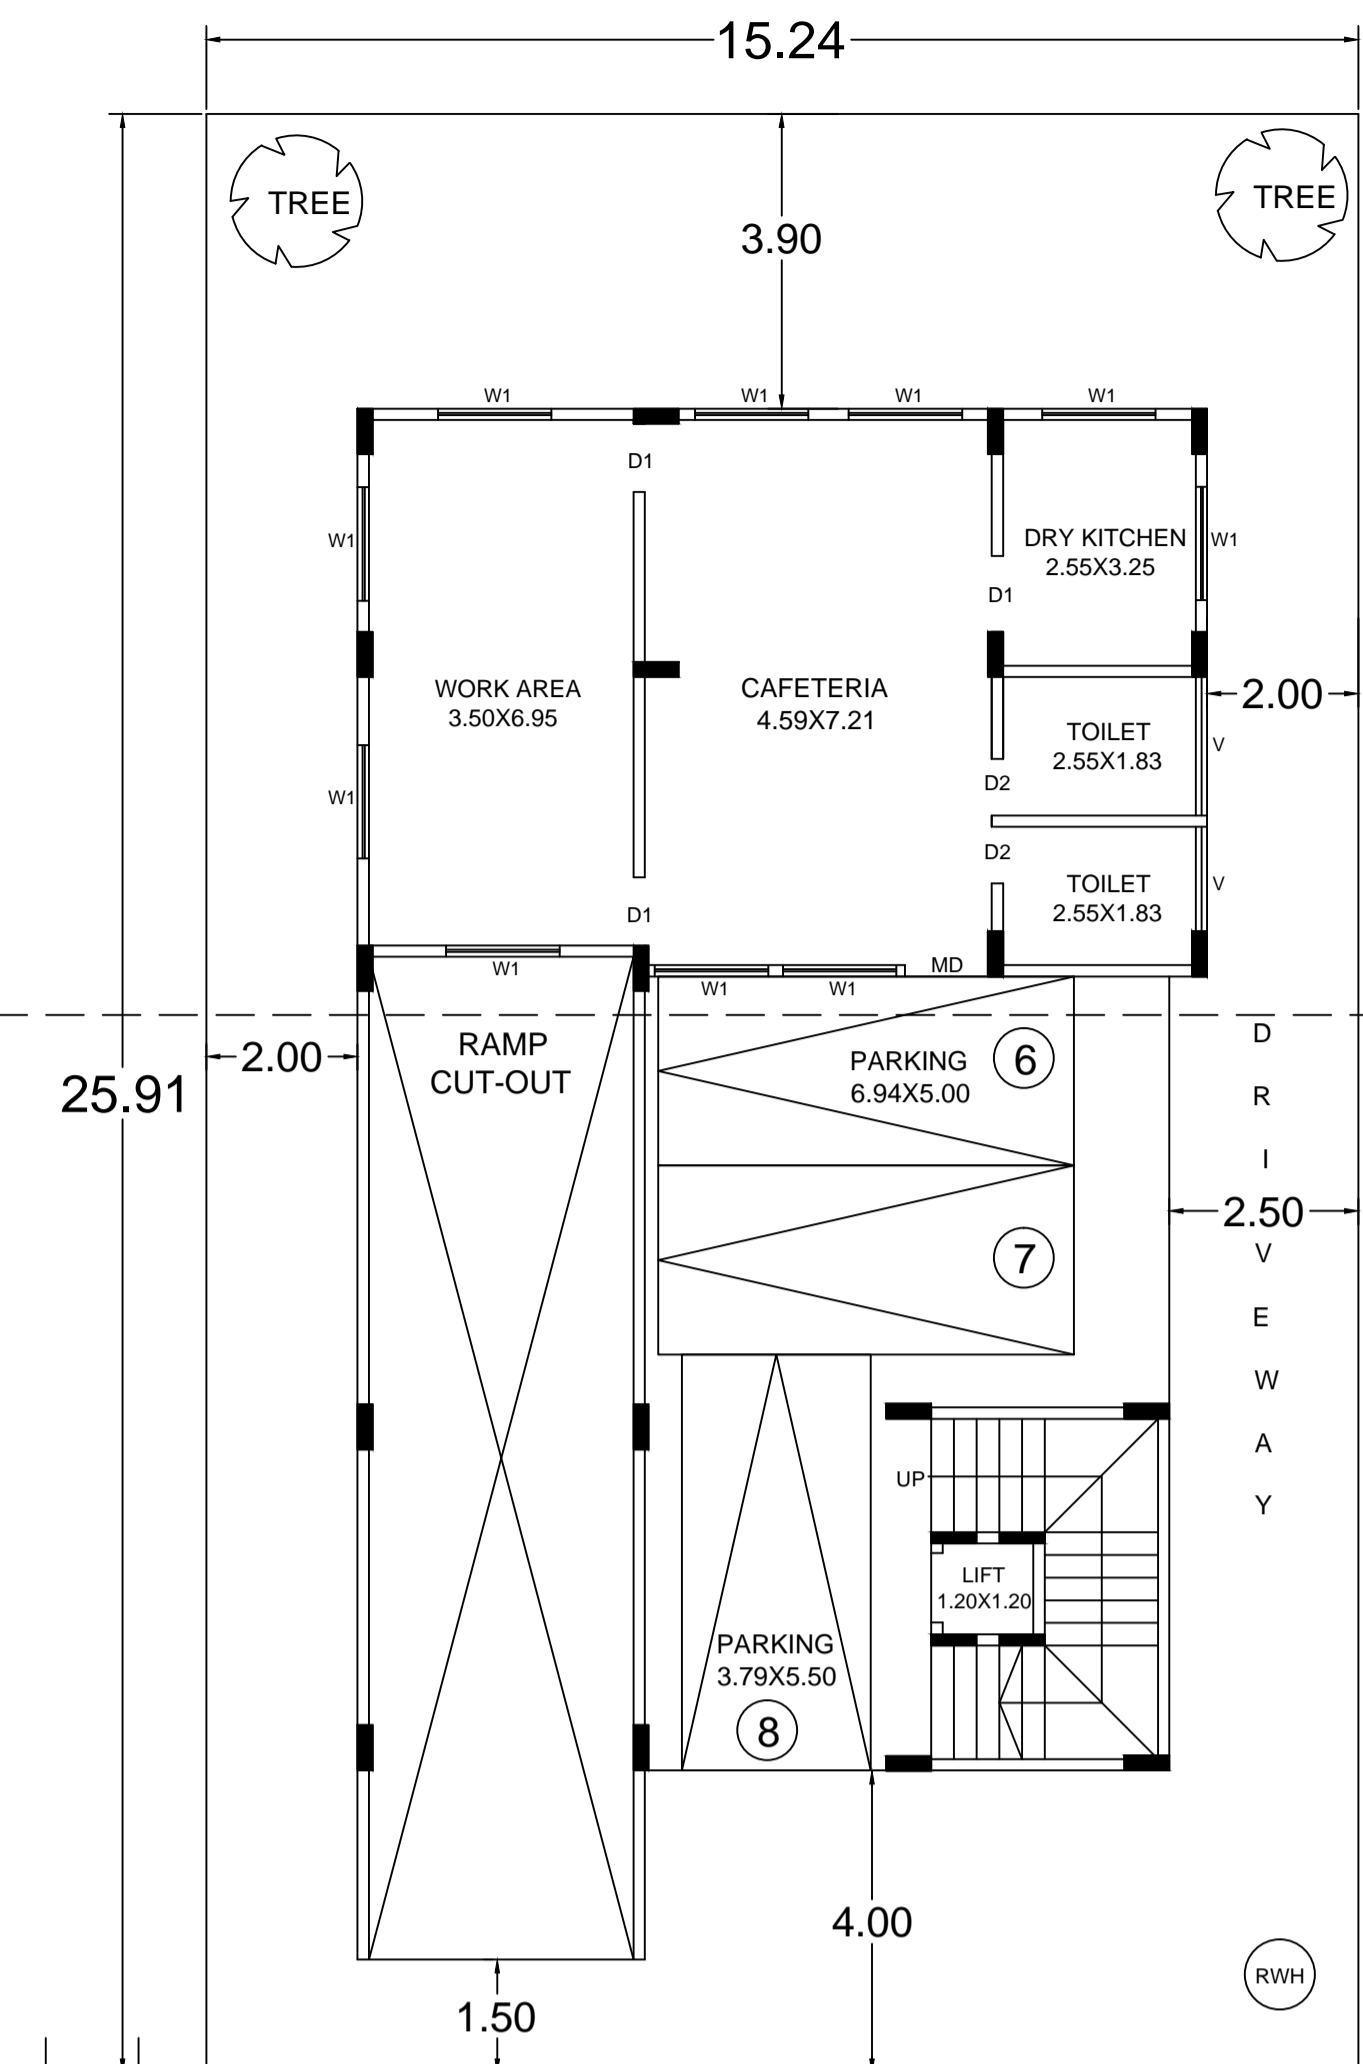 15.24
TREE
TREE
3.90
W1
W1
W1
W1
D1
W1
DRY KITCHEN
2.55X3.25
W1
D1
WORK AREA
3.50X6.95
CAFETERIA
4.59X7.21
2.00
TOILET
2.55X1.83
V
W1
D2
D2
TOILET
2.55X1.83
V
D1
W1
MD
W1
W1
2.00
25.91
RAMP
CUT-OUT
PARKING
6.94X5.00
6
D
R
I
V
E
W
A
Y
2.50
7
UP
LIFT
1.20X1.20
PARKING
3.79X5.50
8
4.00
RWH
1.50